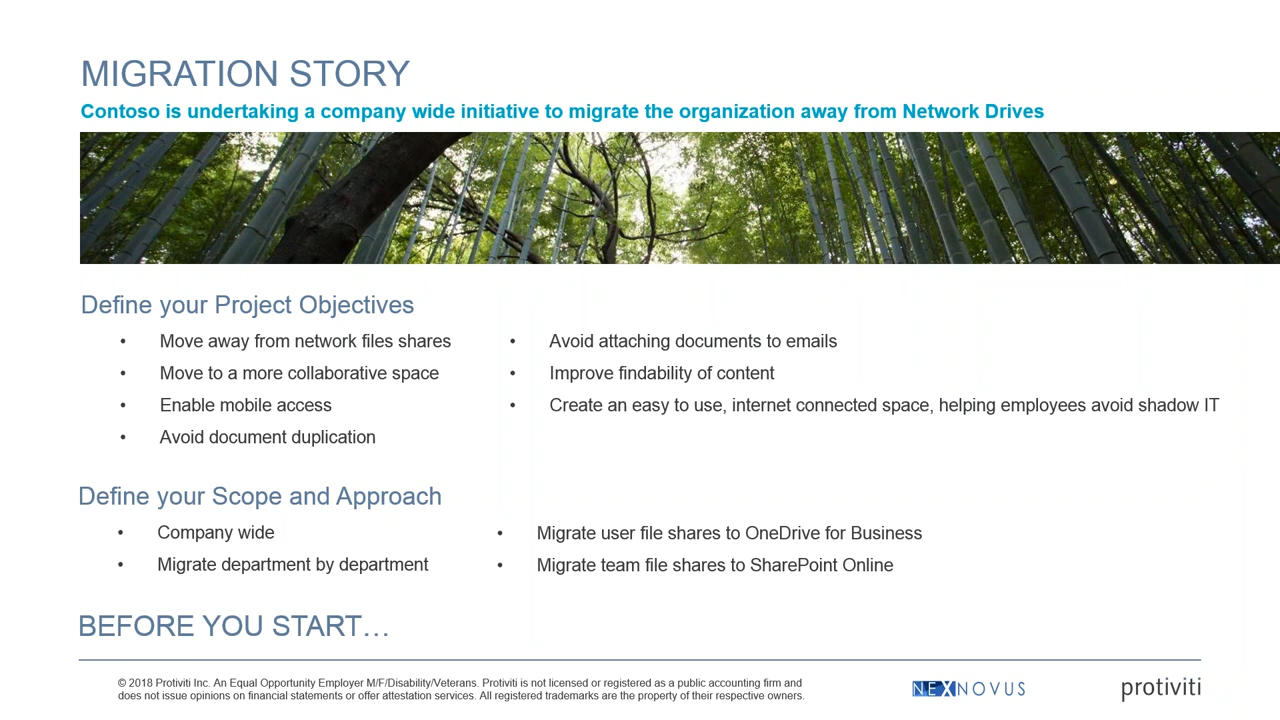 MIGRATION STORY
Contoso is undertaking a company wide initiative to migrate the organization away from Network Drives
Define your Project Objectives
• Move away from network files shares
• Move to a more collaborative space
• Enable mobile access
• Avoid document duplication
• Avoid attaching documents to emails
• Improve findability of content
• Create an easy to use, internet connected space, helping employees avoid shadow IT
Define your Scope and Approach
• Company wide
• Migrate department by department
• Migrate user file shares to OneDrive for Business
• Migrate team file shares to SharePoint Online
BEFORE YOU START…
© 2018 Protiviti Inc. An Equal Opportunity Employer M/F/Disability/Veterans. Protiviti is not licensed or registered as a public accounting firm and
does not issue opinions on financial statements or offer attestation services. All registered trademarks are the property of their respective owners.
NEXNOVUS
protiviti